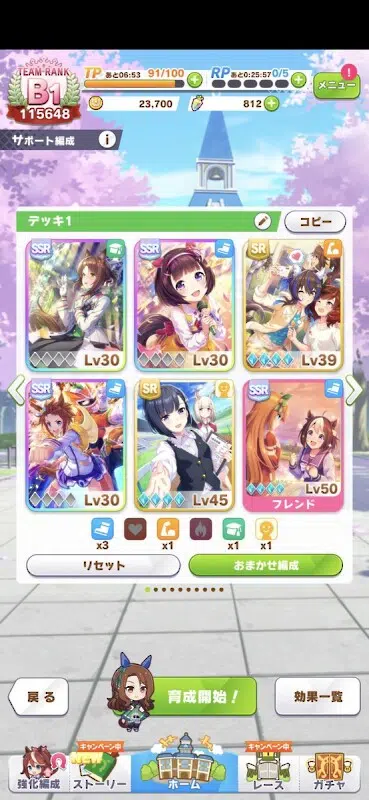 TEAM RANK
B1
115648
TP あと06:53 91/100
RP あと0:25:57 0/5
メニュー
23,700
812
サポート編成
デッキ1
コピー
SSR
Lv30
SSR
Lv30
SR
Lv39
SSR
Lv30
SR
Lv45
SSR
Lv50
フレンド
x3
x1
x1
x1
リセット
おまかせ編成
戻る
育成開始！
効果一覧
強化編成
NEW
ストーリー
キャンペーン中
ホーム
キャンペーン中
レース
ガチャ